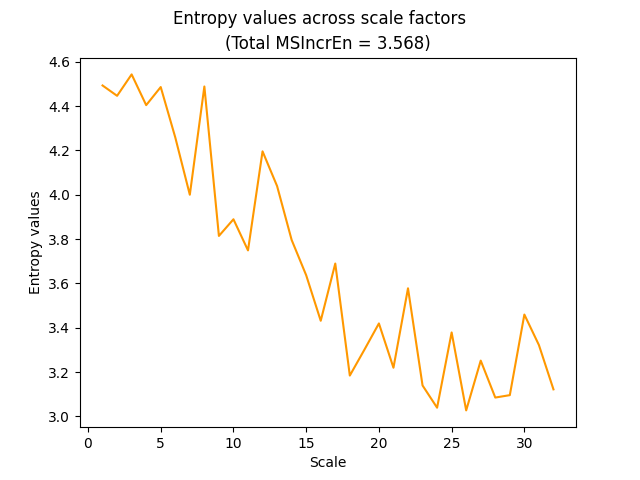 Entropy values across scale factors
(Total MSIncrEn = 3.568)
4.6
4.4
4.2
4.0
3.8
3.6
3.4
3.2
3.0
Entropy values
0 5 10 15 20 25 30
Scale